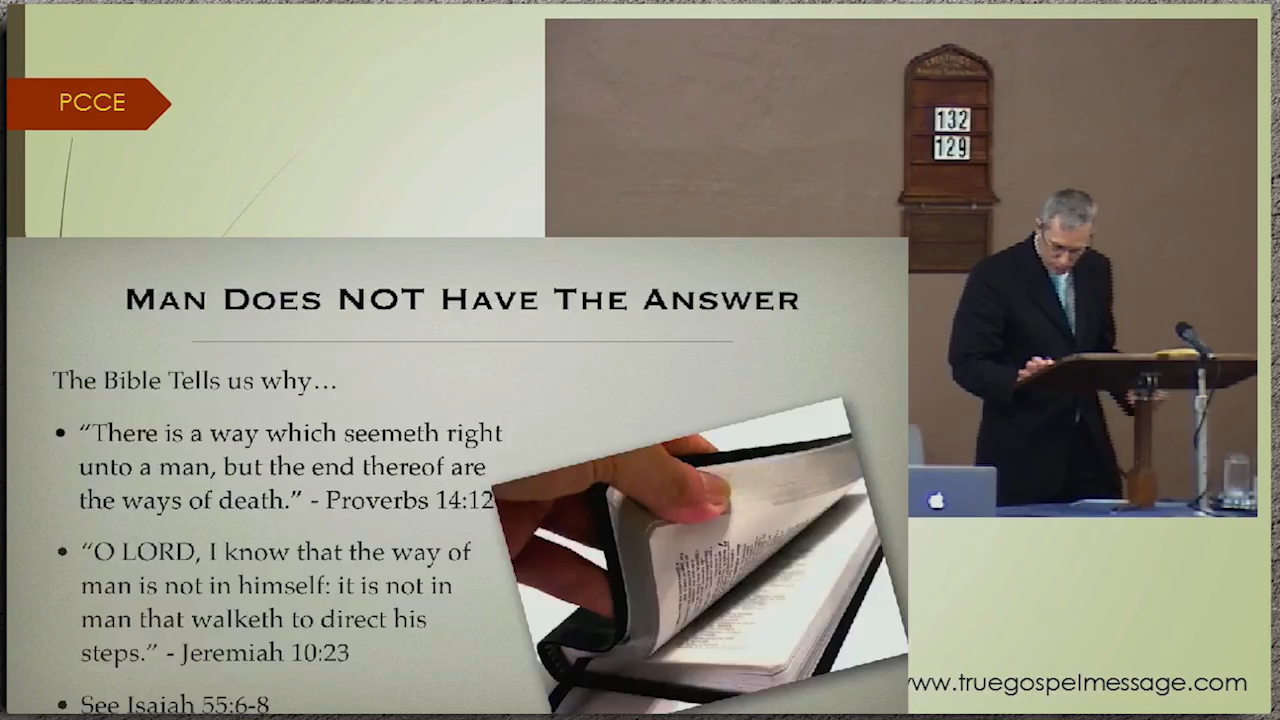 PCCE
132
129
MAN DOES NOT HAVE THE ANSWER
The Bible Tells us why…
• “There is a way which seemeth right
unto a man, but the end thereof are
the ways of death.” - Proverbs 14:12
• “O LORD, I know that the way of
man is not in himself: it is not in
man that walketh to direct his
steps.” - Jeremiah 10:23
• See Isaiah 55:6-8
www.truegospelmessage.com